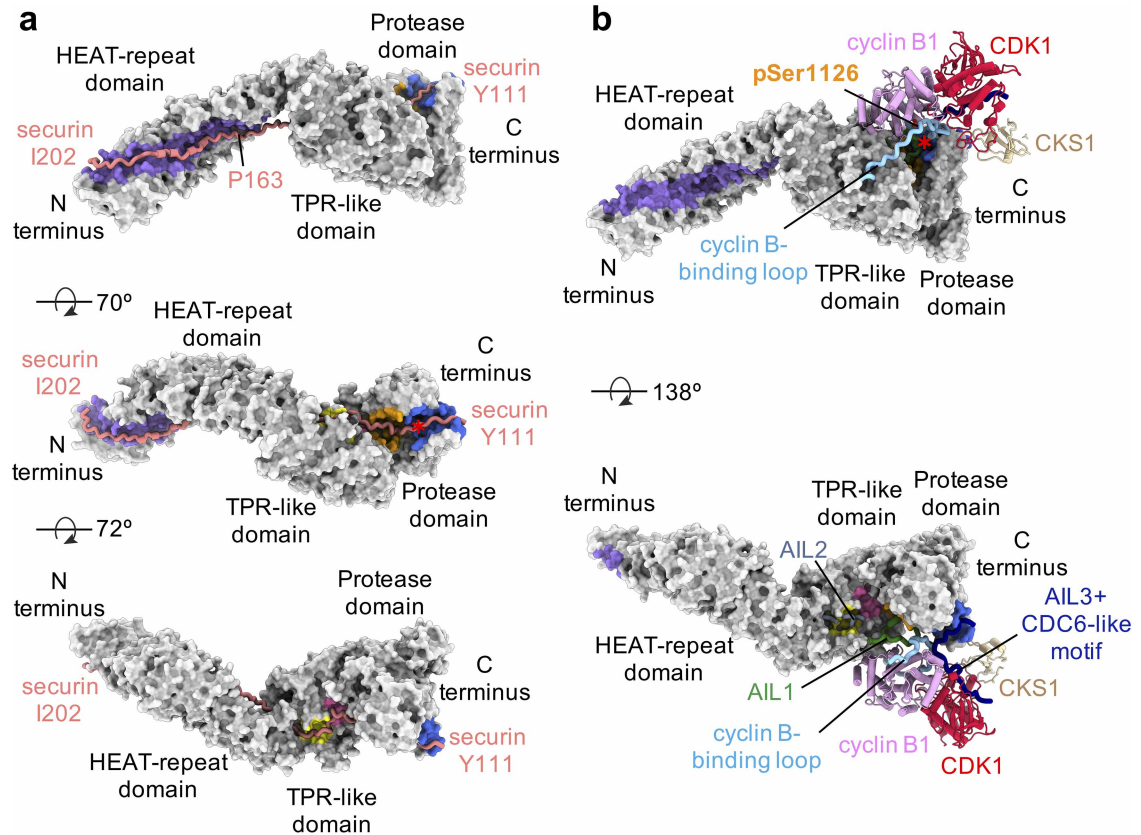 a
Protease
domain
HEAT-repeat
domain
securin
Y111
securin
I202
C
terminus
P163
N
terminus
TPR-like
domain
70º
HEAT-repeat
domain
securin
I202
C
terminus
securin
Y111
N
terminus
TPR-like
domain
Protease
domain
72º
N
terminus
Protease
domain
C
terminus
securin
I202
securin
Y111
HEAT-repeat
domain
TPR-like
domain
b
cyclin B1
CDK1
pSer1126
HEAT-repeat
domain
*
CKS1
C
terminus
cyclin B-
binding loop
N
terminus
TPR-like
domain
Protease
domain
138º
N
terminus
TPR-like
domain
Protease
domain
C
terminus
AIL2
AIL3+
CDC6-like
motif
HEAT-repeat
domain
AIL1
CKS1
cyclin B-
binding loop
cyclin B1
CDK1